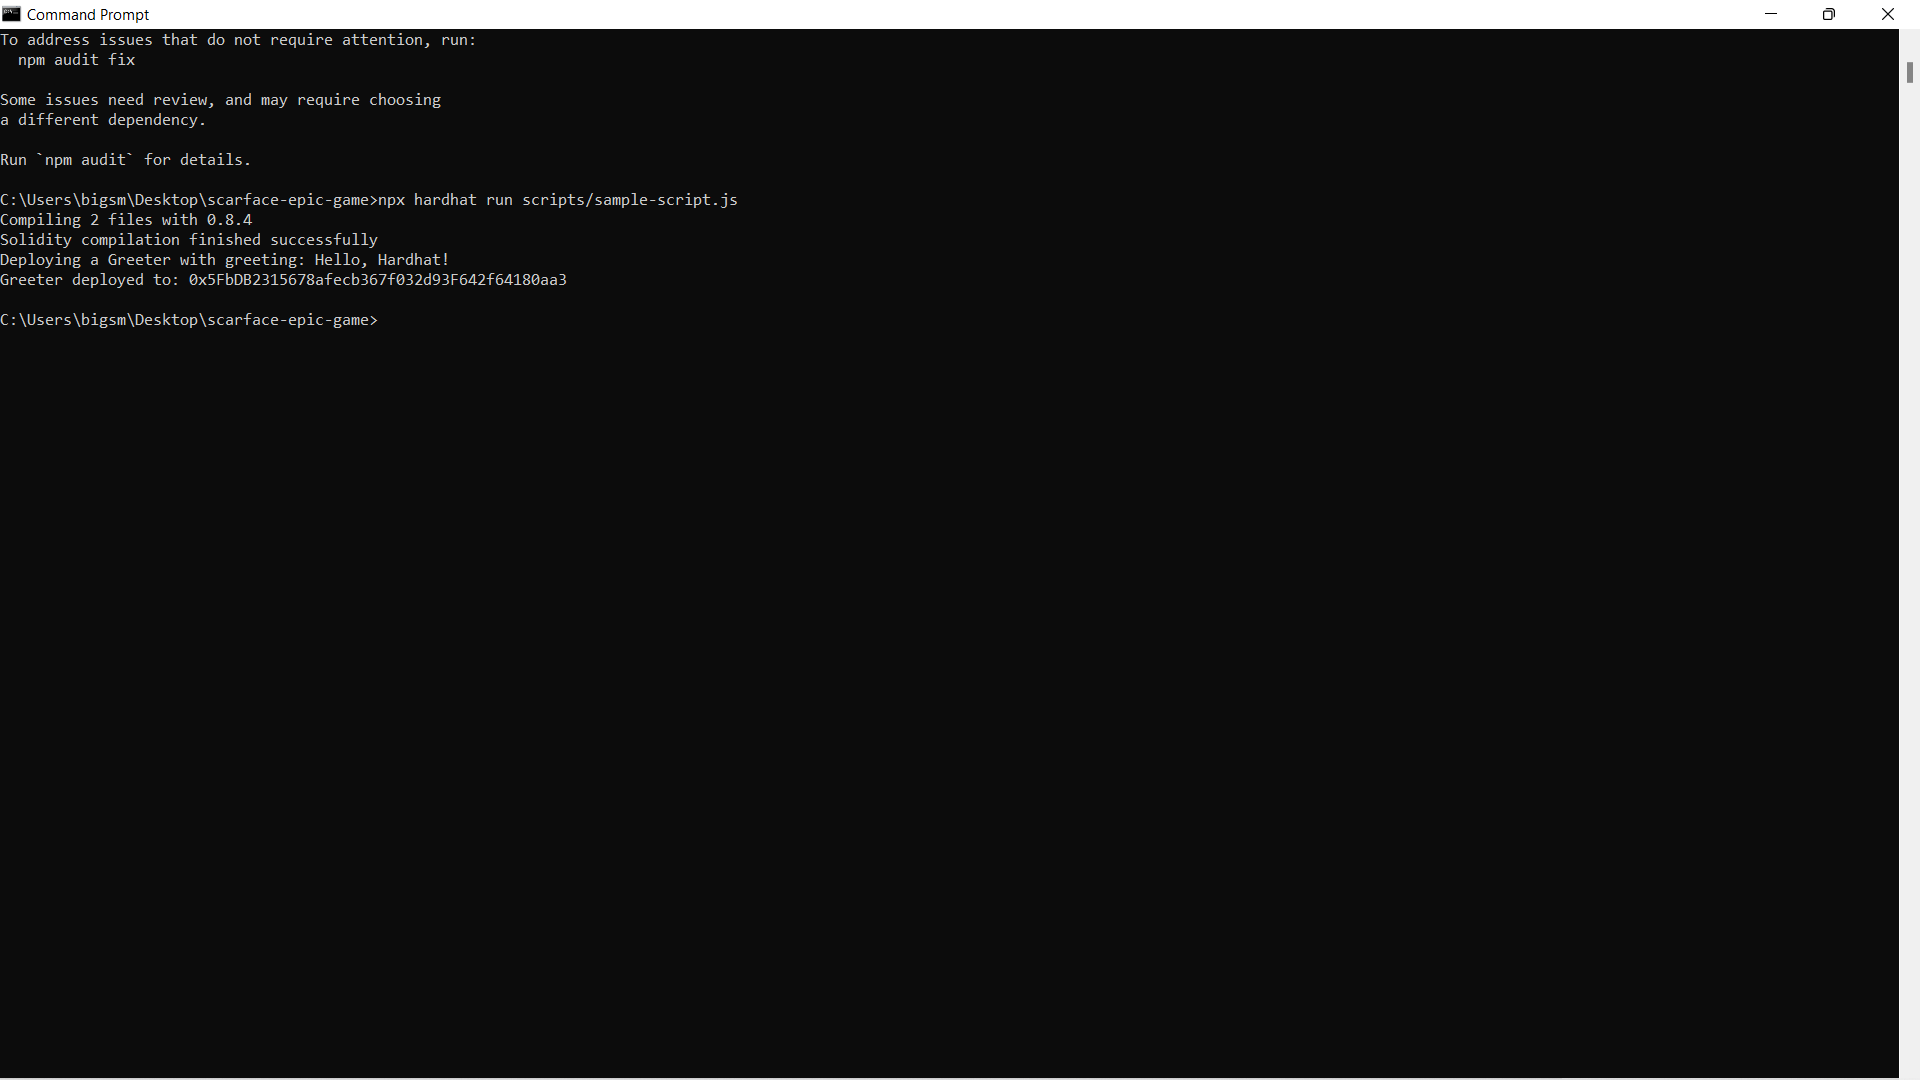 Command Prompt
To address issues that do not require attention, run:
  npm audit fix
Some issues need review, and may require choosing
a different dependency.
Run `npm audit` for details.
C:\Users\bigsm\Desktop\scarface-epic-game>npx hardhat run scripts/sample-script.js
Compiling 2 files with 0.8.4
Solidity compilation finished successfully
Deploying a Greeter with greeting: Hello, Hardhat!
Greeter deployed to: 0x5FbDB2315678afecb367f032d93F642f64180aa3
C:\Users\bigsm\Desktop\scarface-epic-game>